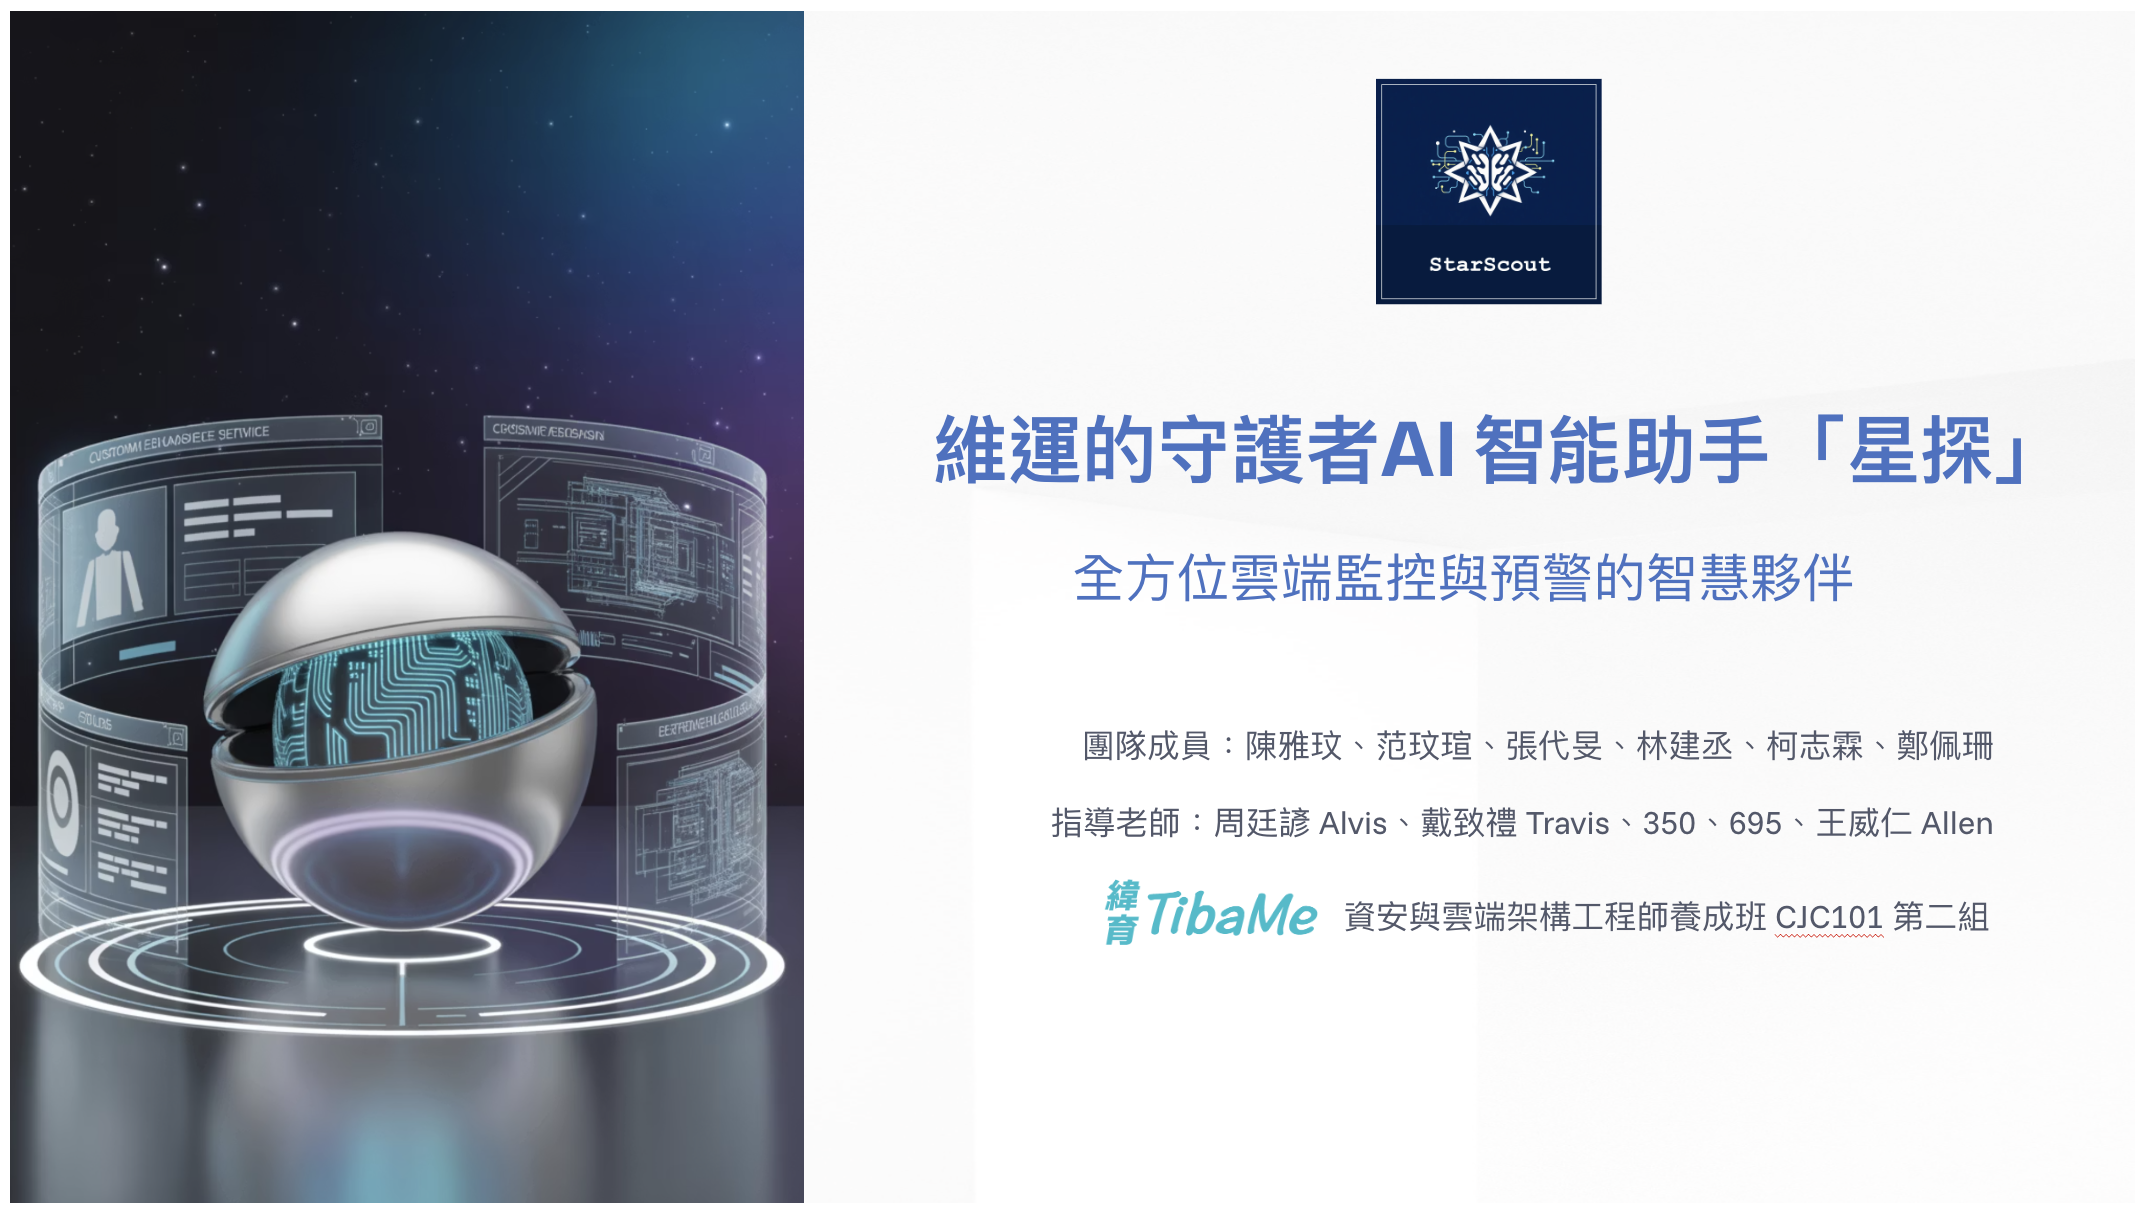 StarScout
維運的守護者AI 智能助手「星探」
全方位雲端監控與預警的智慧夥伴
團隊成員：陳雅玟、范玟瑄、張代旻、林建丞、柯志霖、鄭佩珊
指導老師：周廷諺 Alvis、戴致禮 Travis、350、695、王威仁 Allen
緯育 TibaMe 資安與雲端架構工程師養成班 CJC101 第二組